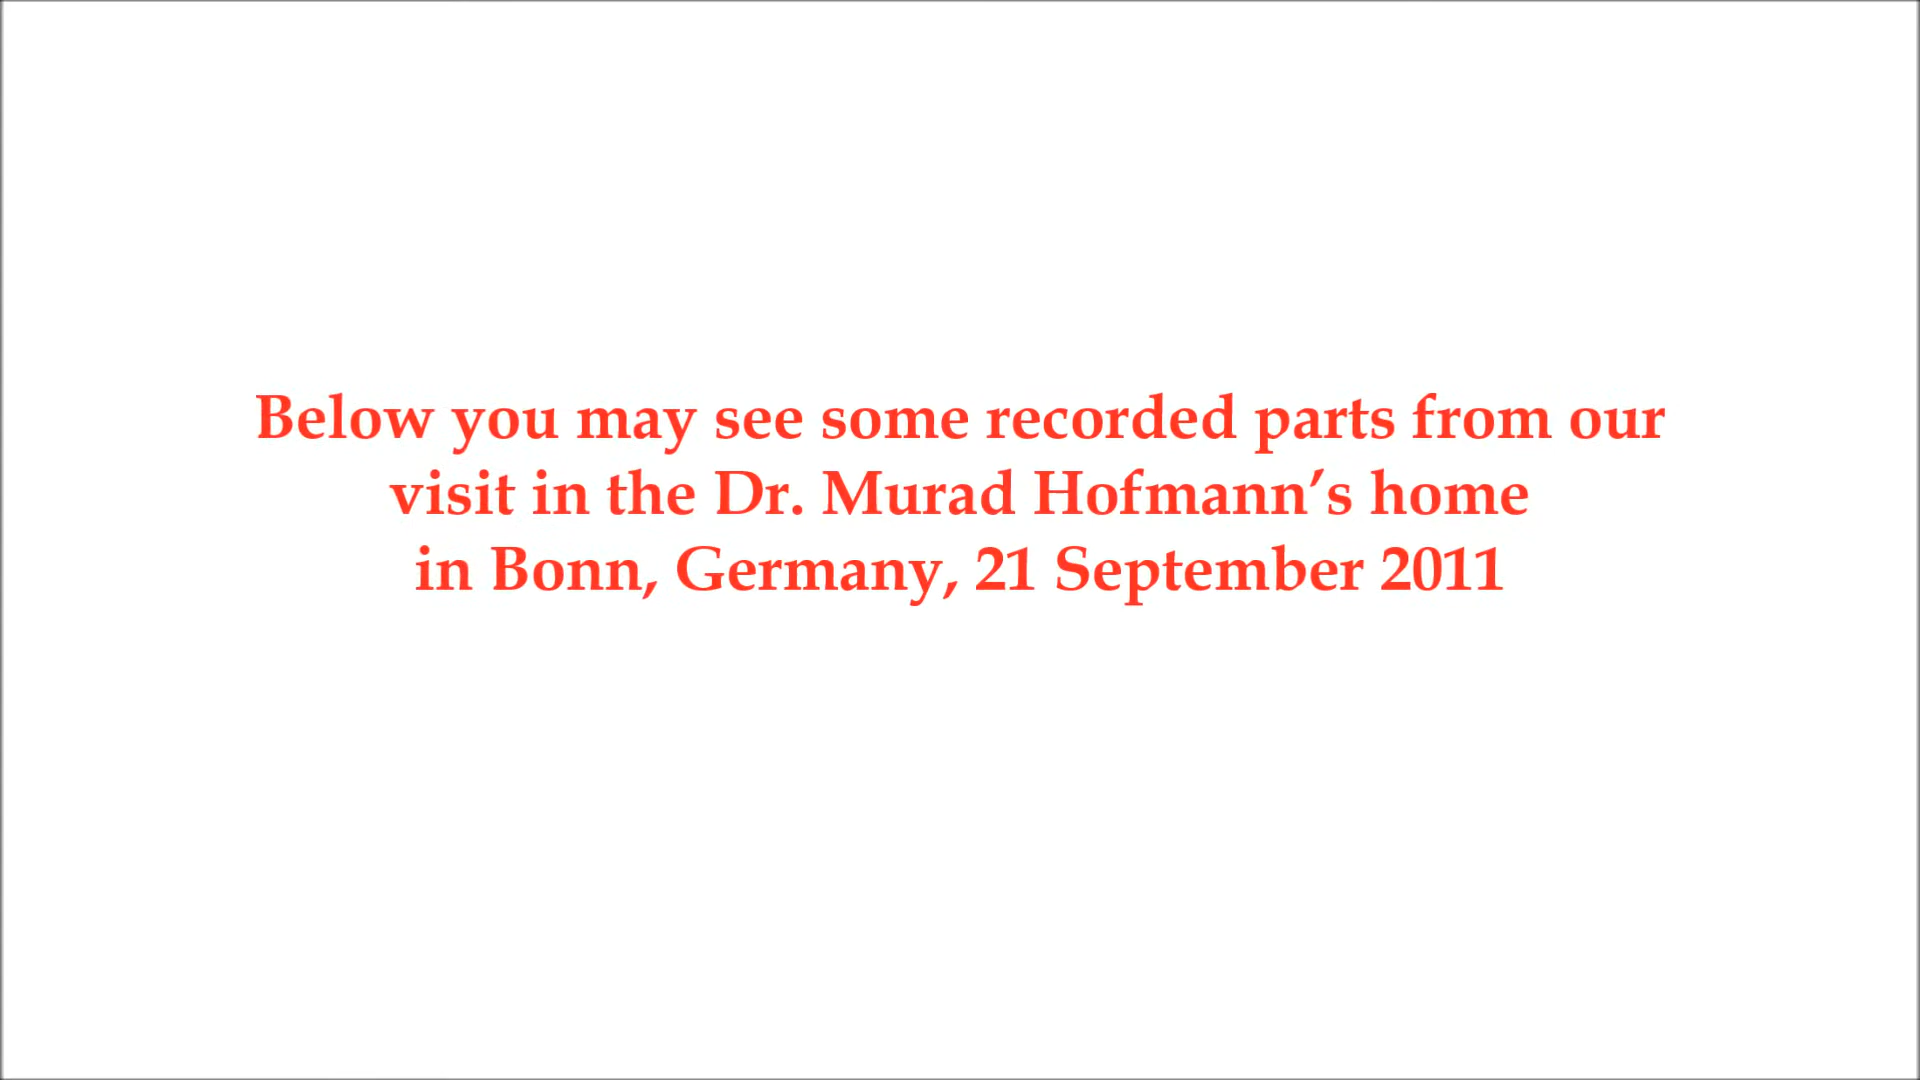 Below you may see some recorded parts from our
visit in the Dr. Murad Hofmann’s home
in Bonn, Germany, 21 September 2011